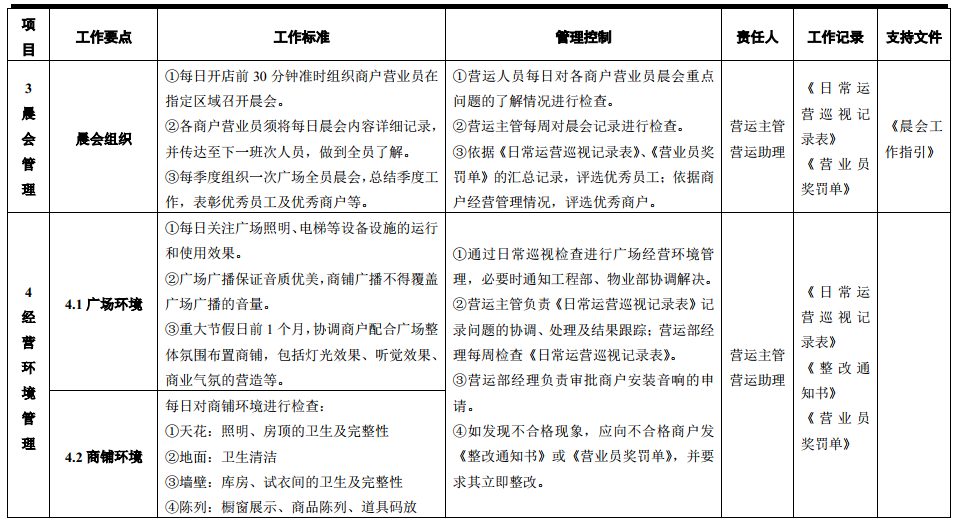 项目
工作要点
工作标准
管理控制
责任人
工作记录
支持文件
3晨会管理
晨会组织
①每日开店前 30 分钟准时组织商户营业员在
指定区域召开晨会。
②各商户营业员须将每日晨会内容详细记录，
并传达至下一班次人员，做到全员了解。
③每季度组织一次广场全员晨会，总结季度工
作，表彰优秀员工及优秀商户等。
①营运人员每日对各商户营业员晨会重点
问题的了解情况进行检查。
②营运主管每周对晨会记录进行检查。
③依据《日常运营巡视记录表》、《营业员奖
罚单》的汇总记录，评选优秀员工；依据商
户经营管理情况，评选优秀商户。
营运主管
营运助理
《日常运
营巡视记
录表》
《营业员
奖罚单》
《晨会工
作指引》
4经营环境管理
4.1 广场环境
①每日关注广场照明、电梯等设备设施的运行
和使用效果。
②广场广播保证音质优美，商铺广播不得覆盖
广场广播的音量。
③重大节假日前 1 个月，协调商户配合广场整
体氛围布置商铺，包括灯光效果、听觉效果、
商业气氛的营造等。
4.2 商铺环境
每日对商铺环境进行检查：
①天花：照明、房顶的卫生及完整性
②地面：卫生清洁
③墙壁：库房、试衣间的卫生及完整性
④陈列：橱窗展示、商品陈列、道具码放
①通过日常巡视检查进行广场经营环境管
理，必要时通知工程部、物业部协调解决。
②营运主管负责《日常运营巡视记录表》记
录问题的协调、处理及结果跟踪；营运部经
理每周检查《日常运营巡视记录表》。
③营运部经理负责审批商户安装音响的申
请。
④如发现不合格现象，应向不合格商户发
《整改通知书》或《营业员奖罚单》，并要
求其立即整改。
营运主管
营运助理
《日常运
营巡视记
录表》
《整改通
知书》
《营业员
奖罚单》